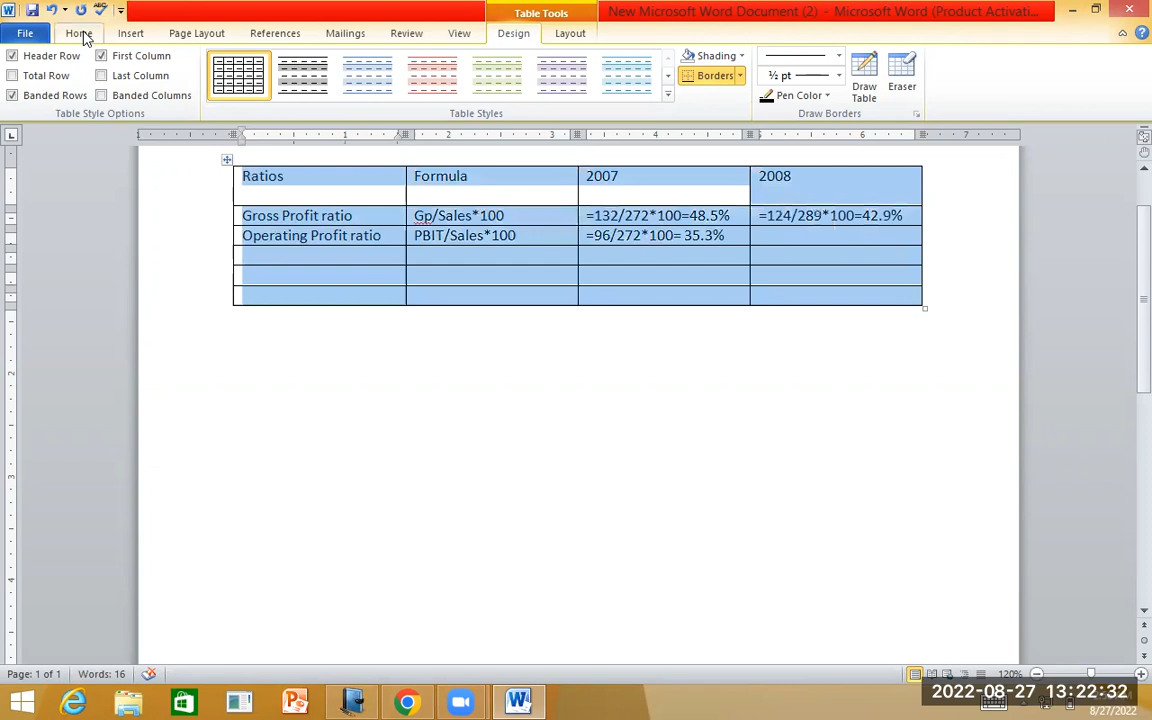 Table Tools
New Microsoft Word Document (2) - Microsoft Word (Product Activati...
File Home Insert Page Layout References Mailings Review View Design Layout
Header Row First Column
Total Row Last Column
Banded Rows Banded Columns
Table Style Options
Table Styles
Shading
Borders
½ pt
Pen Color
Draw Table
Eraser
Draw Borders
Ratios Formula 2007 2008
Gross Profit ratio Gp/Sales*100 =132/272*100=48.5% =124/289*100=42.9%
Operating Profit ratio PBIT/Sales*100 =96/272*100= 35.3%
Page: 1 of 1 Words: 16 120%
2022-08-27 13:22:32
8/27/2022